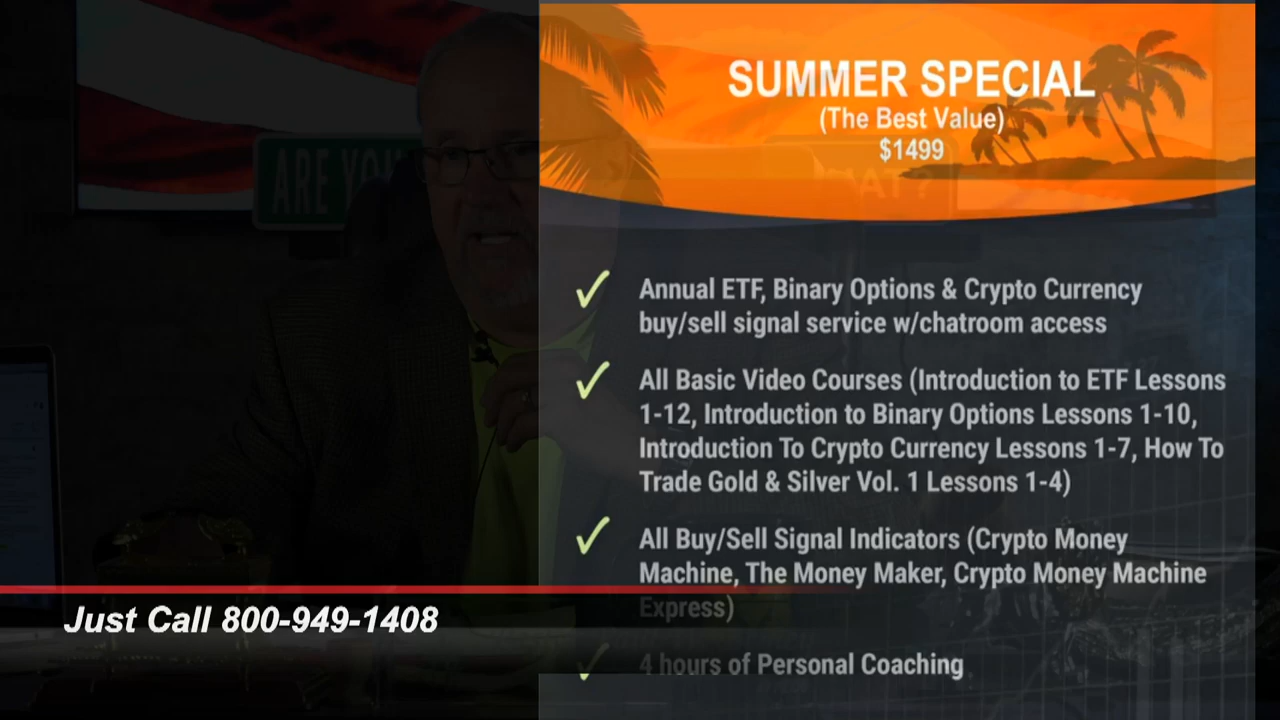 ARE YOU
SUMMER SPECIAL
(The Best Value)
$1499
Annual ETF, Binary Options & Crypto Currency
buy/sell signal service w/chatroom access
All Basic Video Courses (Introduction to ETF Lessons
1-12, Introduction to Binary Options Lessons 1-10,
Introduction To Crypto Currency Lessons 1-7, How To
Trade Gold & Silver Vol. 1 Lessons 1-4)
All Buy/Sell Signal Indicators (Crypto Money
Machine, The Money Maker, Crypto Money Machine
Express)
4 hours of Personal Coaching
Just Call 800-949-1408